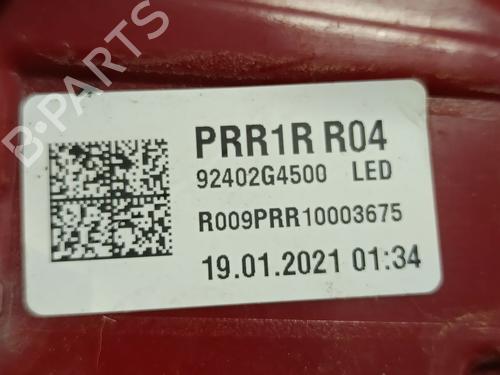 B-PARTS
PRR1R R04
92402G4500 LED
R009PRR10003675
19.01.2021 01:34